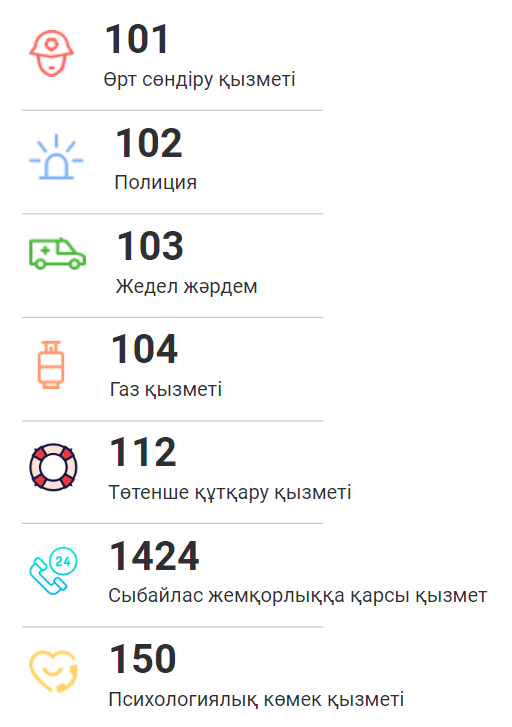 101
Өрт сөндіру қызметі
102
Полиция
103
Жедел жәрдем
104
Газ қызметі
112
Төтенше құтқару қызметі
24
1424
Сыбайлас жемқорлыққа қарсы қызмет
150
Психологиялық көмек қызметі